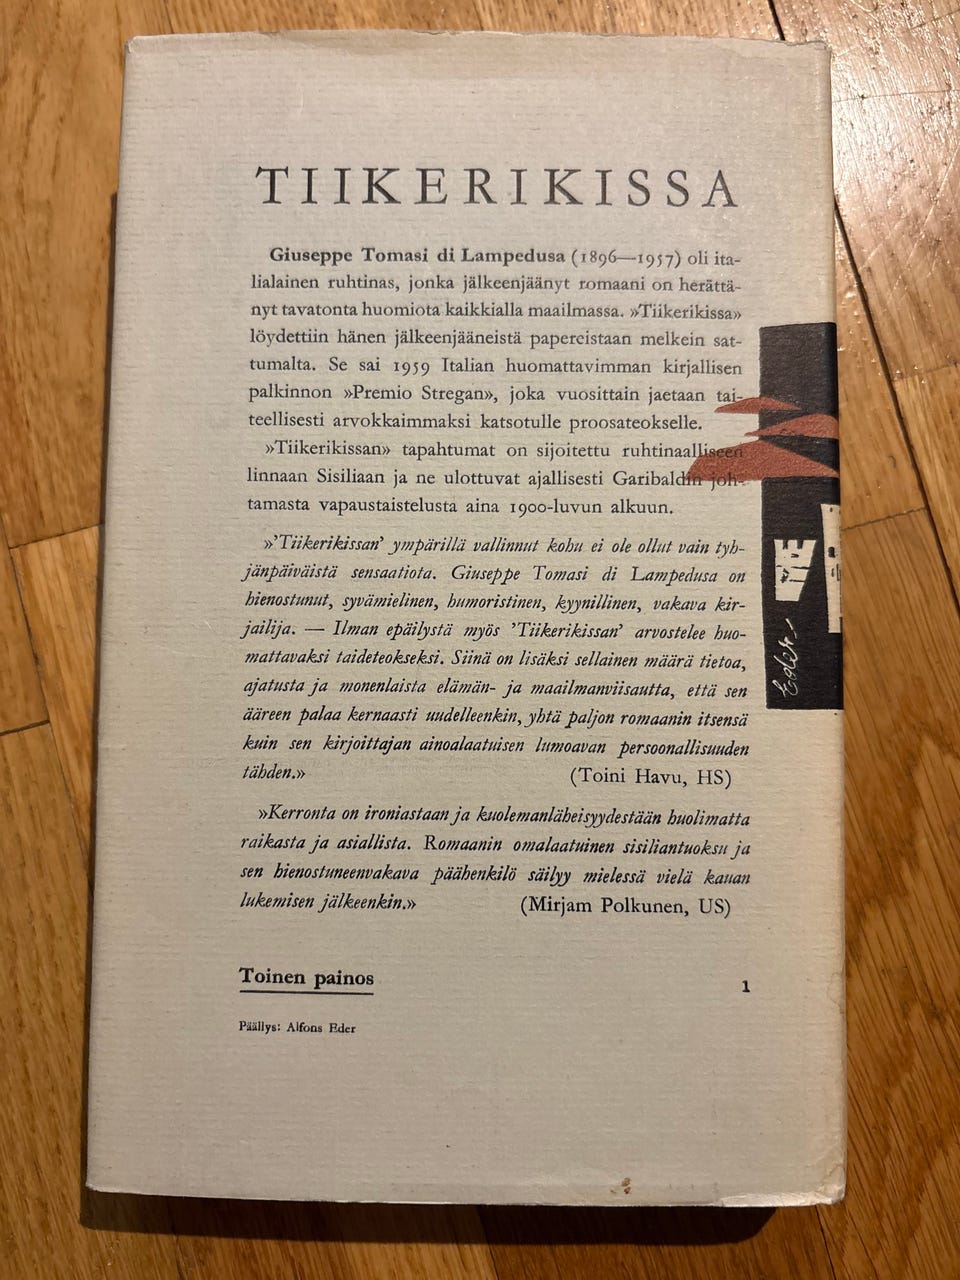 TIIKERIKISSA
Giuseppe Tomasi di Lampedusa (1896—1957) oli ita-
lialainen ruhtinas, jonka jälkeenjäänyt romaani on herättä-
nyt tavatonta huomiota kaikkialla maailmassa. »Tiikerikissa»
löydettiin hänen jälkeenjääneistä papereistaan melkein sat-
tumalta. Se sai 1959 Italian huomattavimman kirjallisen
palkinnon »Premio Stregan», joka vuosittain jaetaan tai-
teellisesti arvokkaimmaksi katsotulle proosateokselle.
»Tiikerikissan» tapahtumat on sijoitettu ruhtinaalliseen
linnaan Sisiliaan ja ne ulottuvat ajallisesti Garibaldin joh-
tamasta vapaustaistelusta aina 1900-luvun alkuun.
»'Tiikerikissan' ympärillä vallinnut kohu ei ole ollut vain tyh-
jänpäiväistä sensaatiota. Giuseppe Tomasi di Lampedusa on
hienostunut, syvämielinen, humoristinen, kyynillinen, vakava kir-
jailija. — Ilman epäilystä myös 'Tiikerikissan' arvostelee huo-
mattavaksi taideteokseksi. Siinä on lisäksi sellainen määrä tietoa,
ajatusta ja monenlaista elämän- ja maailmanviisautta, että sen
ääreen palaa kernaasti uudelleenkin, yhtä paljon romaanin itsensä
kuin sen kirjoittajan ainoalaatuisen lumoavan persoonallisuuden
tähden.» (Toini Havu, HS)
»Kerronta on ironiastaan ja kuolemanläheisyydestään huolimatta
raikasta ja asiallista. Romaanin omalaatuinen sisiliantuoksu ja
sen hienostuneenvakava päähenkilö säilyy mielessä vielä kauan
lukemisen jälkeenkin.» (Mirjam Polkunen, US)
Toinen painos 1
Päällys: Alfons Eder
Eder